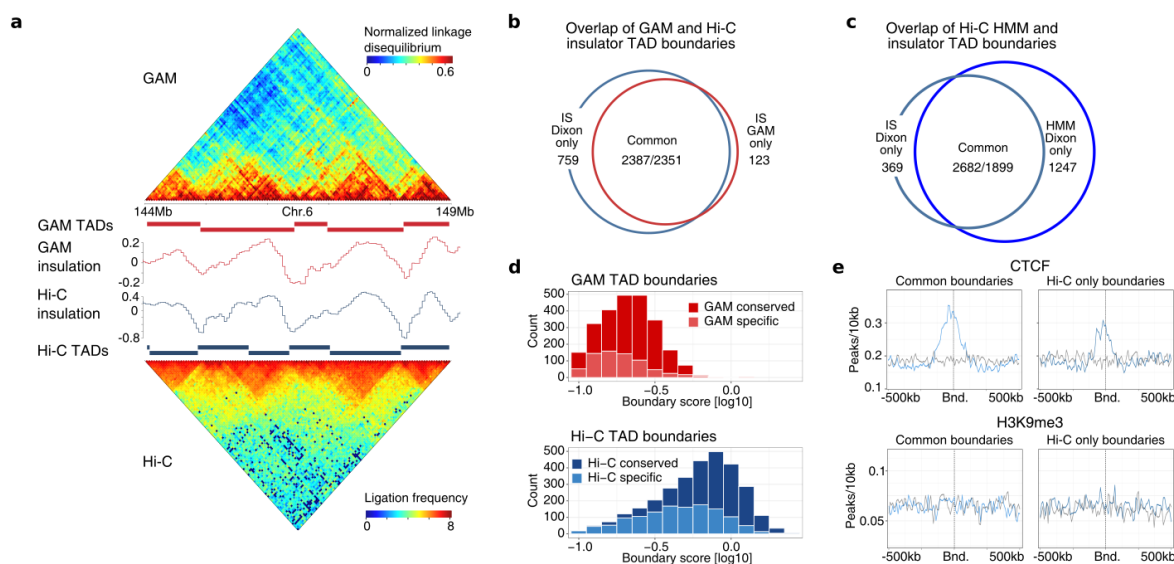 a
Normalized linkage
disequilibrium
0 0.6
GAM
144Mb Chr.6 149Mb
GAM TADs
GAM
insulation
0.2
0
-0.2
Hi-C
insulation
0.4
-0.8
Hi-C TADs
Hi-C
Ligation frequency
0 8
b
Overlap of GAM and Hi-C
insulator TAD boundaries
IS
Dixon
only
759
Common
2387/2351
IS
GAM
only
123
c
Overlap of Hi-C HMM and
insulator TAD boundaries
IS
Dixon
only
369
Common
2682/1899
HMM
Dixon
only
1247
d
GAM TAD boundaries
GAM conserved
GAM specific
Count
500
400
300
200
100
0
−1.0 −0.5 0.0
Boundary score [log10]
Hi−C TAD boundaries
Hi−C conserved
Hi−C specific
Count
500
400
300
200
100
0
−1.0 −0.5 0.0
Boundary score [log10]
e
CTCF
Common boundaries Hi-C only boundaries
Peaks/10kb
0.3
0.2
0.1
-500kb Bnd. 500kb -500kb Bnd. 500kb
H3K9me3
Common boundaries Hi-C only boundaries
Peaks/10kb
0.1
0.05
-500kb Bnd. 500kb -500kb Bnd. 500kb